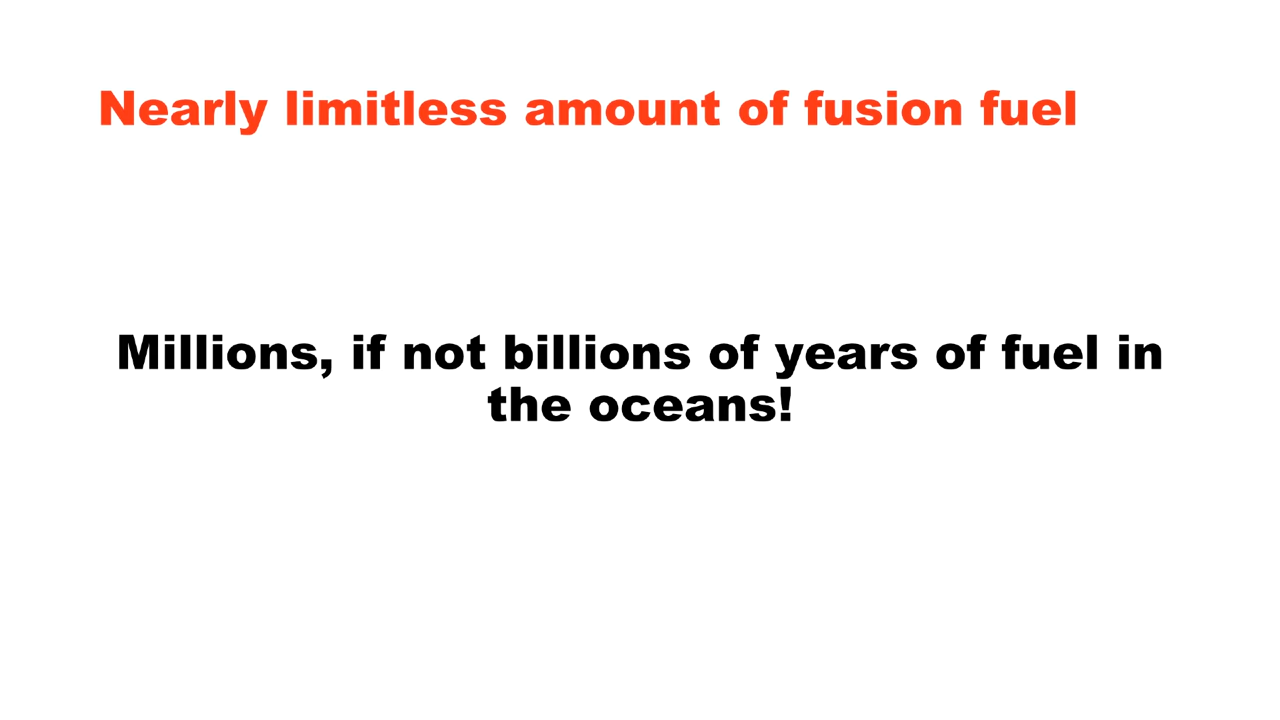 Nearly limitless amount of fusion fuel
Millions, if not billions of years of fuel in
the oceans!